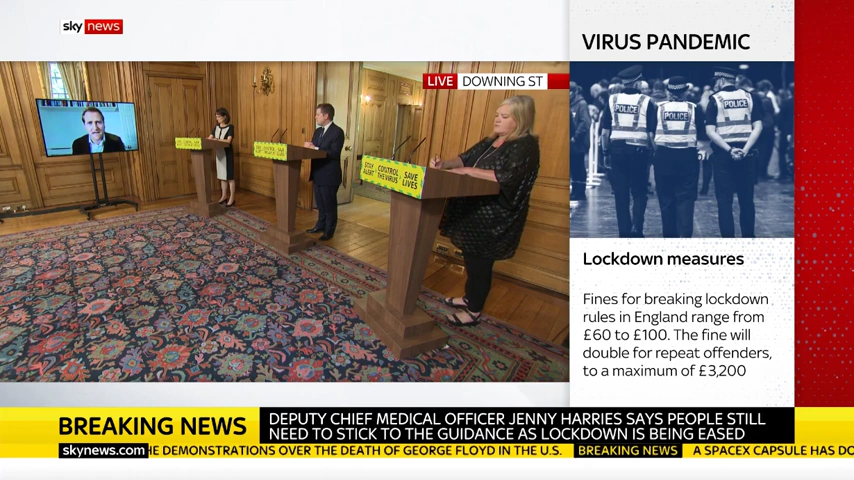 sky news
LIVE DOWNING ST
STAY ALERT CONTROL THE VIRUS SAVE LIVES
VIRUS PANDEMIC
POLICE
POLICE
POLICE
Lockdown measures
Fines for breaking lockdown
rules in England range from
£60 to £100. The fine will
double for repeat offenders,
to a maximum of £3,200
BREAKING NEWS
DEPUTY CHIEF MEDICAL OFFICER JENNY HARRIES SAYS PEOPLE STILL
NEED TO STICK TO THE GUIDANCE AS LOCKDOWN IS BEING EASED
skynews.com HE DEMONSTRATIONS OVER THE DEATH OF GEORGE FLOYD IN THE U.S. BREAKING NEWS A SPACEX CAPSULE HAS DO